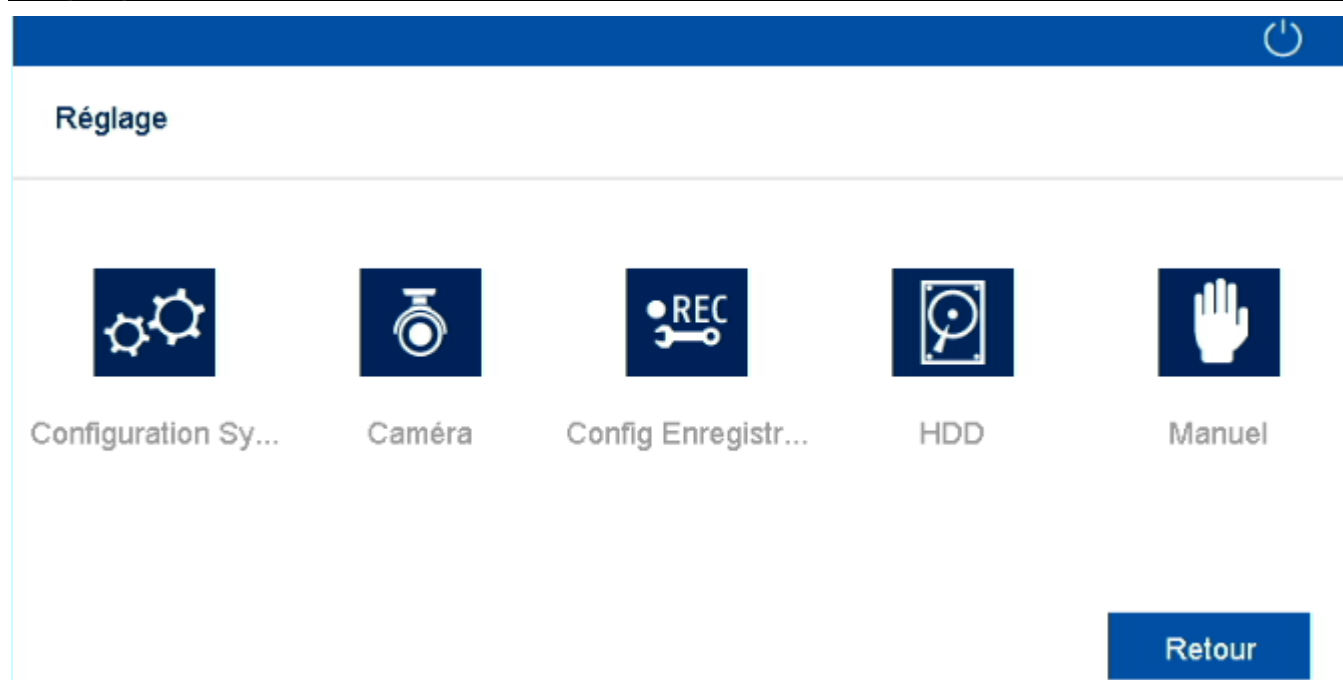 Réglage
REC
Configuration Sy...
Caméra
Config Enregistr...
HDD
Manuel
Retour